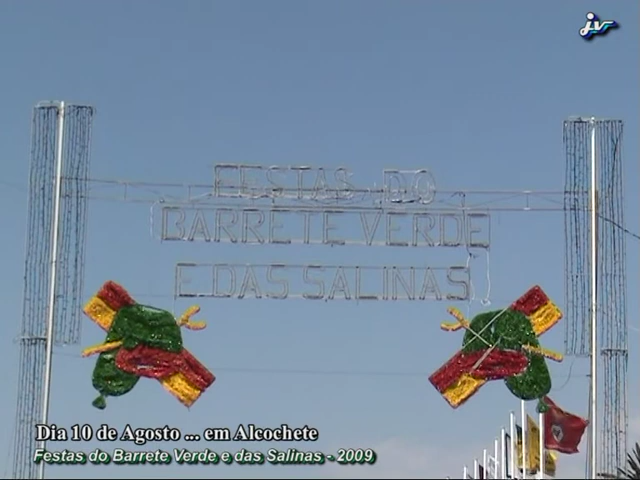 jv
FESTAS DO
BARRETE VERDE
E DAS SALINAS
Dia 10 de Agosto ... em Alcochete
Festas do Barrete Verde e das Salinas - 2009